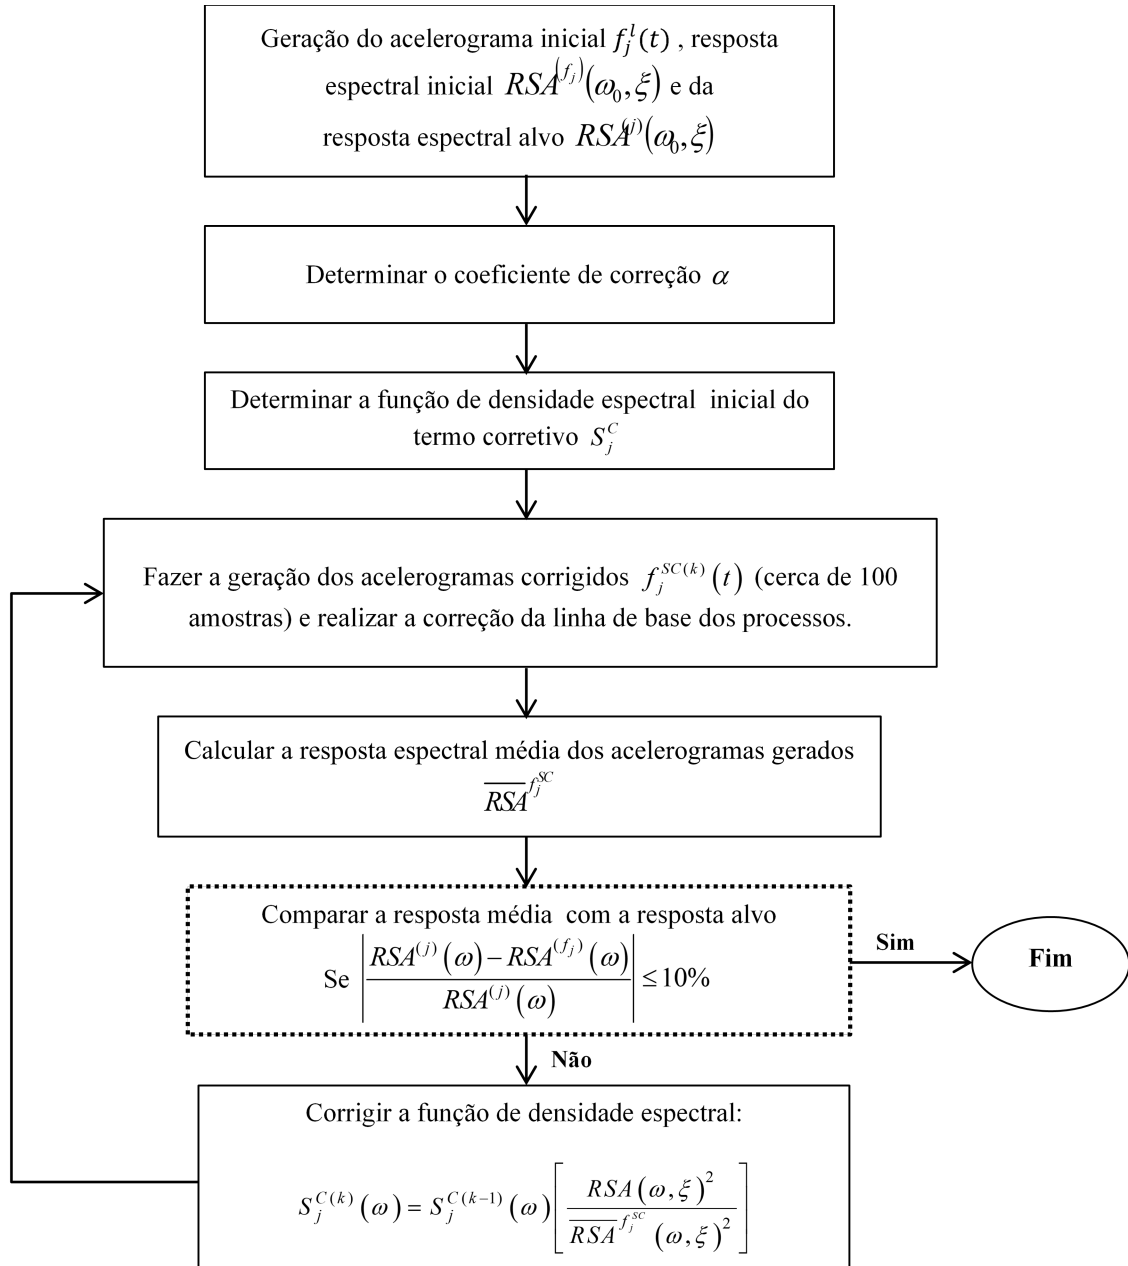 Geração do acelerograma inicial f_j^l(t) , resposta
espectral inicial RSA^(f_j)(ω_0,ξ) e da
resposta espectral alvo RSA^(j)(ω_0,ξ)
Determinar o coeficiente de correção α
Determinar a função de densidade espectral inicial do
termo corretivo S_j^C
Fazer a geração dos acelerogramas corrigidos f_j^SC(k)(t) (cerca de 100
amostras) e realizar a correção da linha de base dos processos.
Calcular a resposta espectral média dos acelerogramas gerados
\overline{RSA}^{f_j^{SC}}
Comparar a resposta média com a resposta alvo
Se |(RSA^(j)(ω) − RSA^(f_j)(ω)) / RSA^(j)(ω)| ≤ 10%
Sim
Fim
Não
Corrigir a função de densidade espectral:
S_j^{C(k)}(ω) = S_j^{C(k−1)}(ω)[RSA(ω,ξ)^2 / \overline{RSA}^{f_j^{SC}}(ω,ξ)^2]